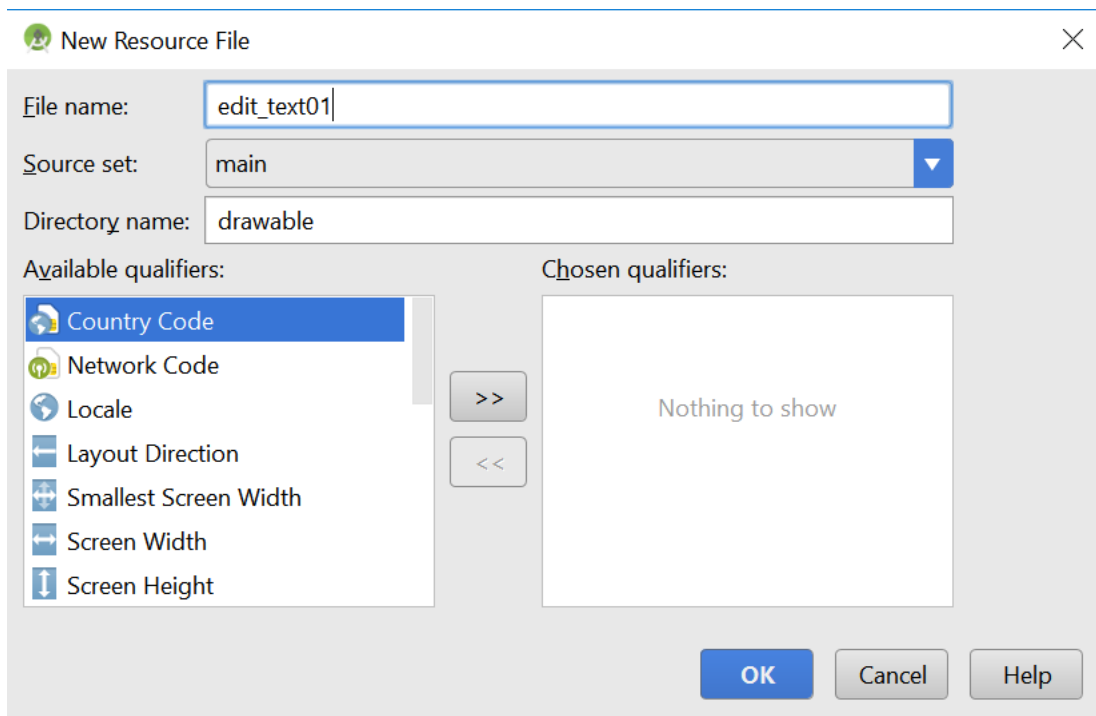 New Resource File
File name: edit_text01
Source set: main
Directory name: drawable
Available qualifiers: Chosen qualifiers:
Country Code
Network Code
Locale
Layout Direction
Smallest Screen Width
Screen Width
Screen Height
>>
<<
Nothing to show
OK Cancel Help